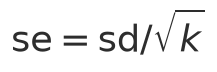 se = sd/√k